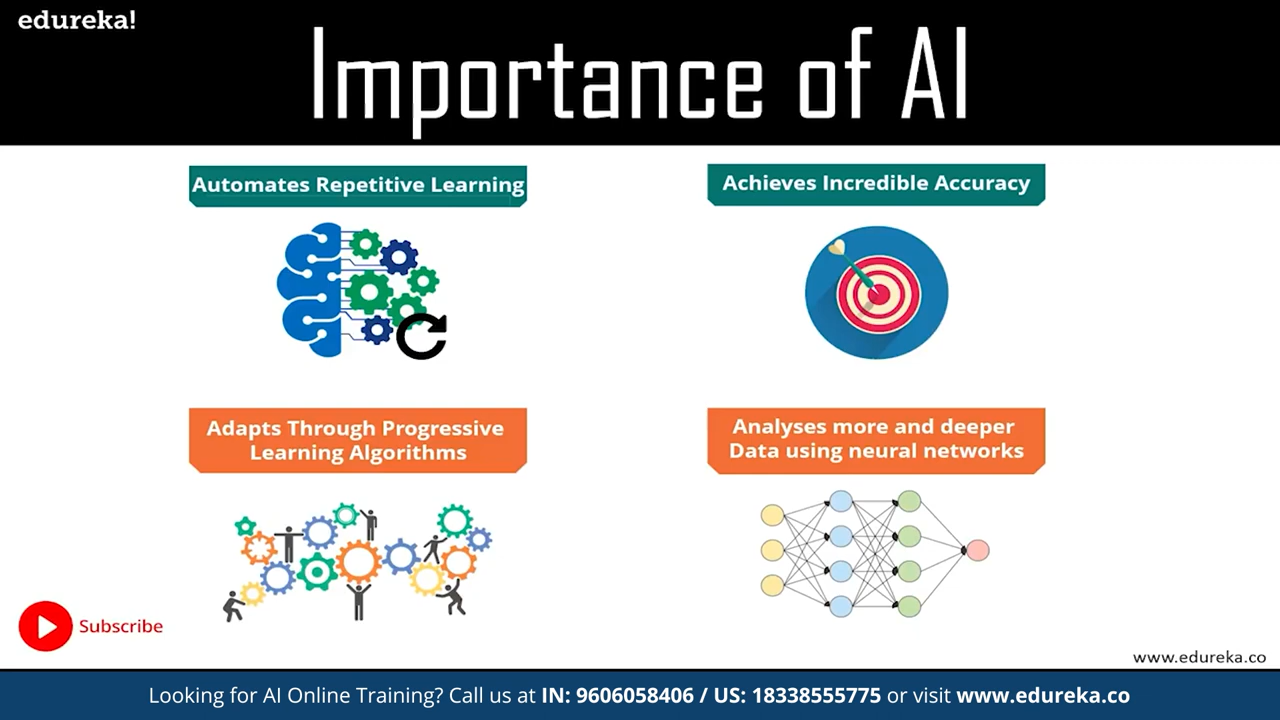 edureka!
Importance of AI
Automates Repetitive Learning
Achieves Incredible Accuracy
Adapts Through Progressive
Learning Algorithms
Analyses more and deeper
Data using neural networks
Subscribe
www.edureka.co
Looking for AI Online Training? Call us at IN: 9606058406 / US: 18338555775 or visit www.edureka.co